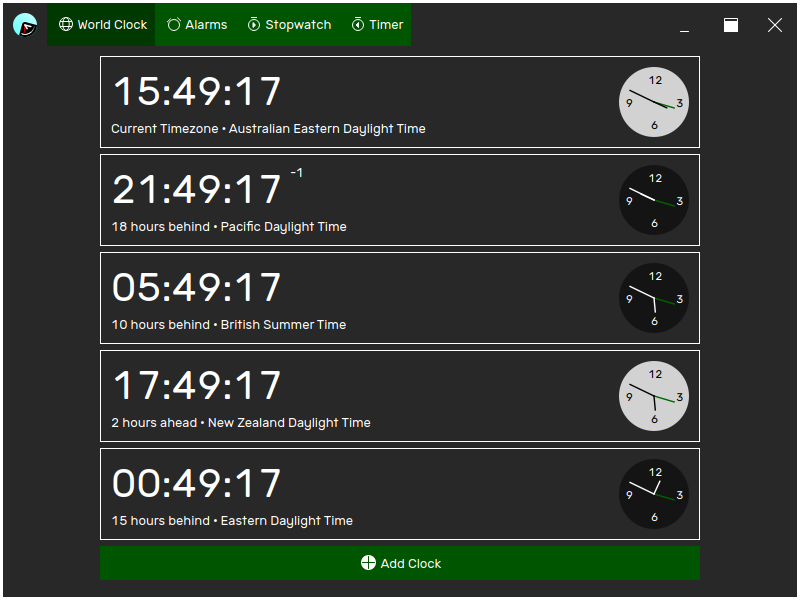 World Clock Alarms Stopwatch Timer
15:49:17
Current Timezone • Australian Eastern Daylight Time
12
9 3
6
21:49:17 -1
18 hours behind • Pacific Daylight Time
12
9 3
6
05:49:17
10 hours behind • British Summer Time
12
9 3
6
17:49:17
2 hours ahead • New Zealand Daylight Time
12
9 3
6
00:49:17
15 hours behind • Eastern Daylight Time
12
9 3
6
Add Clock